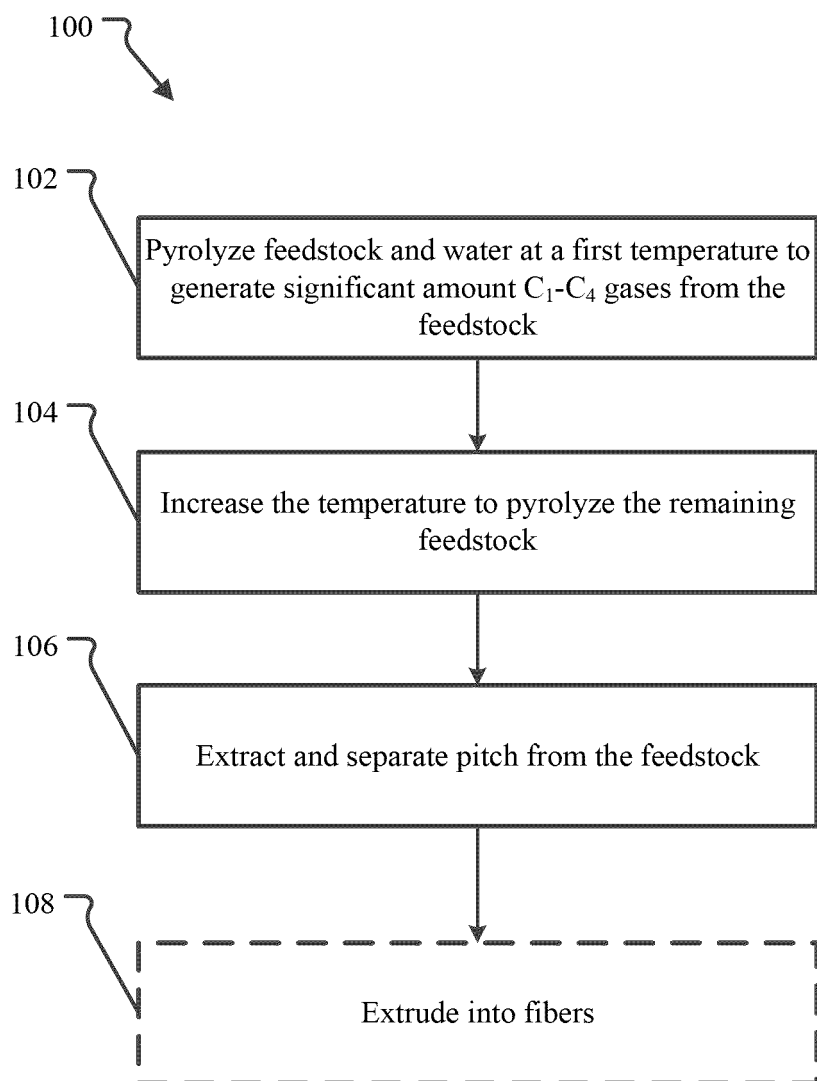 100
102
Pyrolyze feedstock and water at a first temperature to
generate significant amount C₁-C₄ gases from the
feedstock
104
Increase the temperature to pyrolyze the remaining
feedstock
106
Extract and separate pitch from the feedstock
108
Extrude into fibers